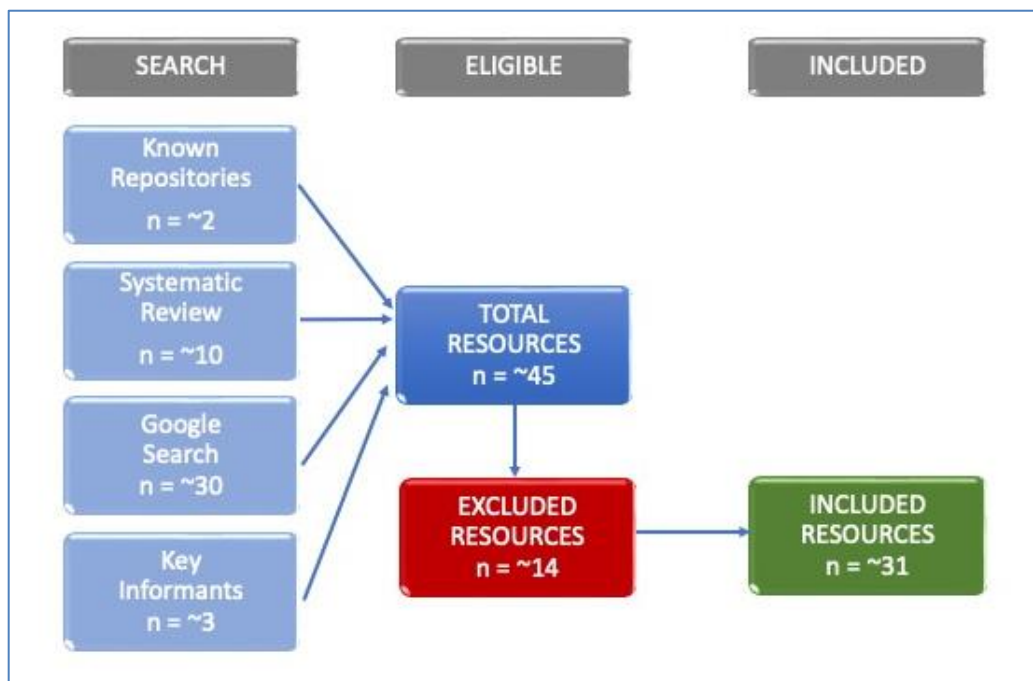 SEARCH
ELIGIBLE
INCLUDED
Known
Repositories
n = ~2
Systematic
Review
n = ~10
Google
Search
n = ~30
Key
Informants
n = ~3
TOTAL
RESOURCES
n = ~45
EXCLUDED
RESOURCES
n = ~14
INCLUDED
RESOURCES
n = ~31